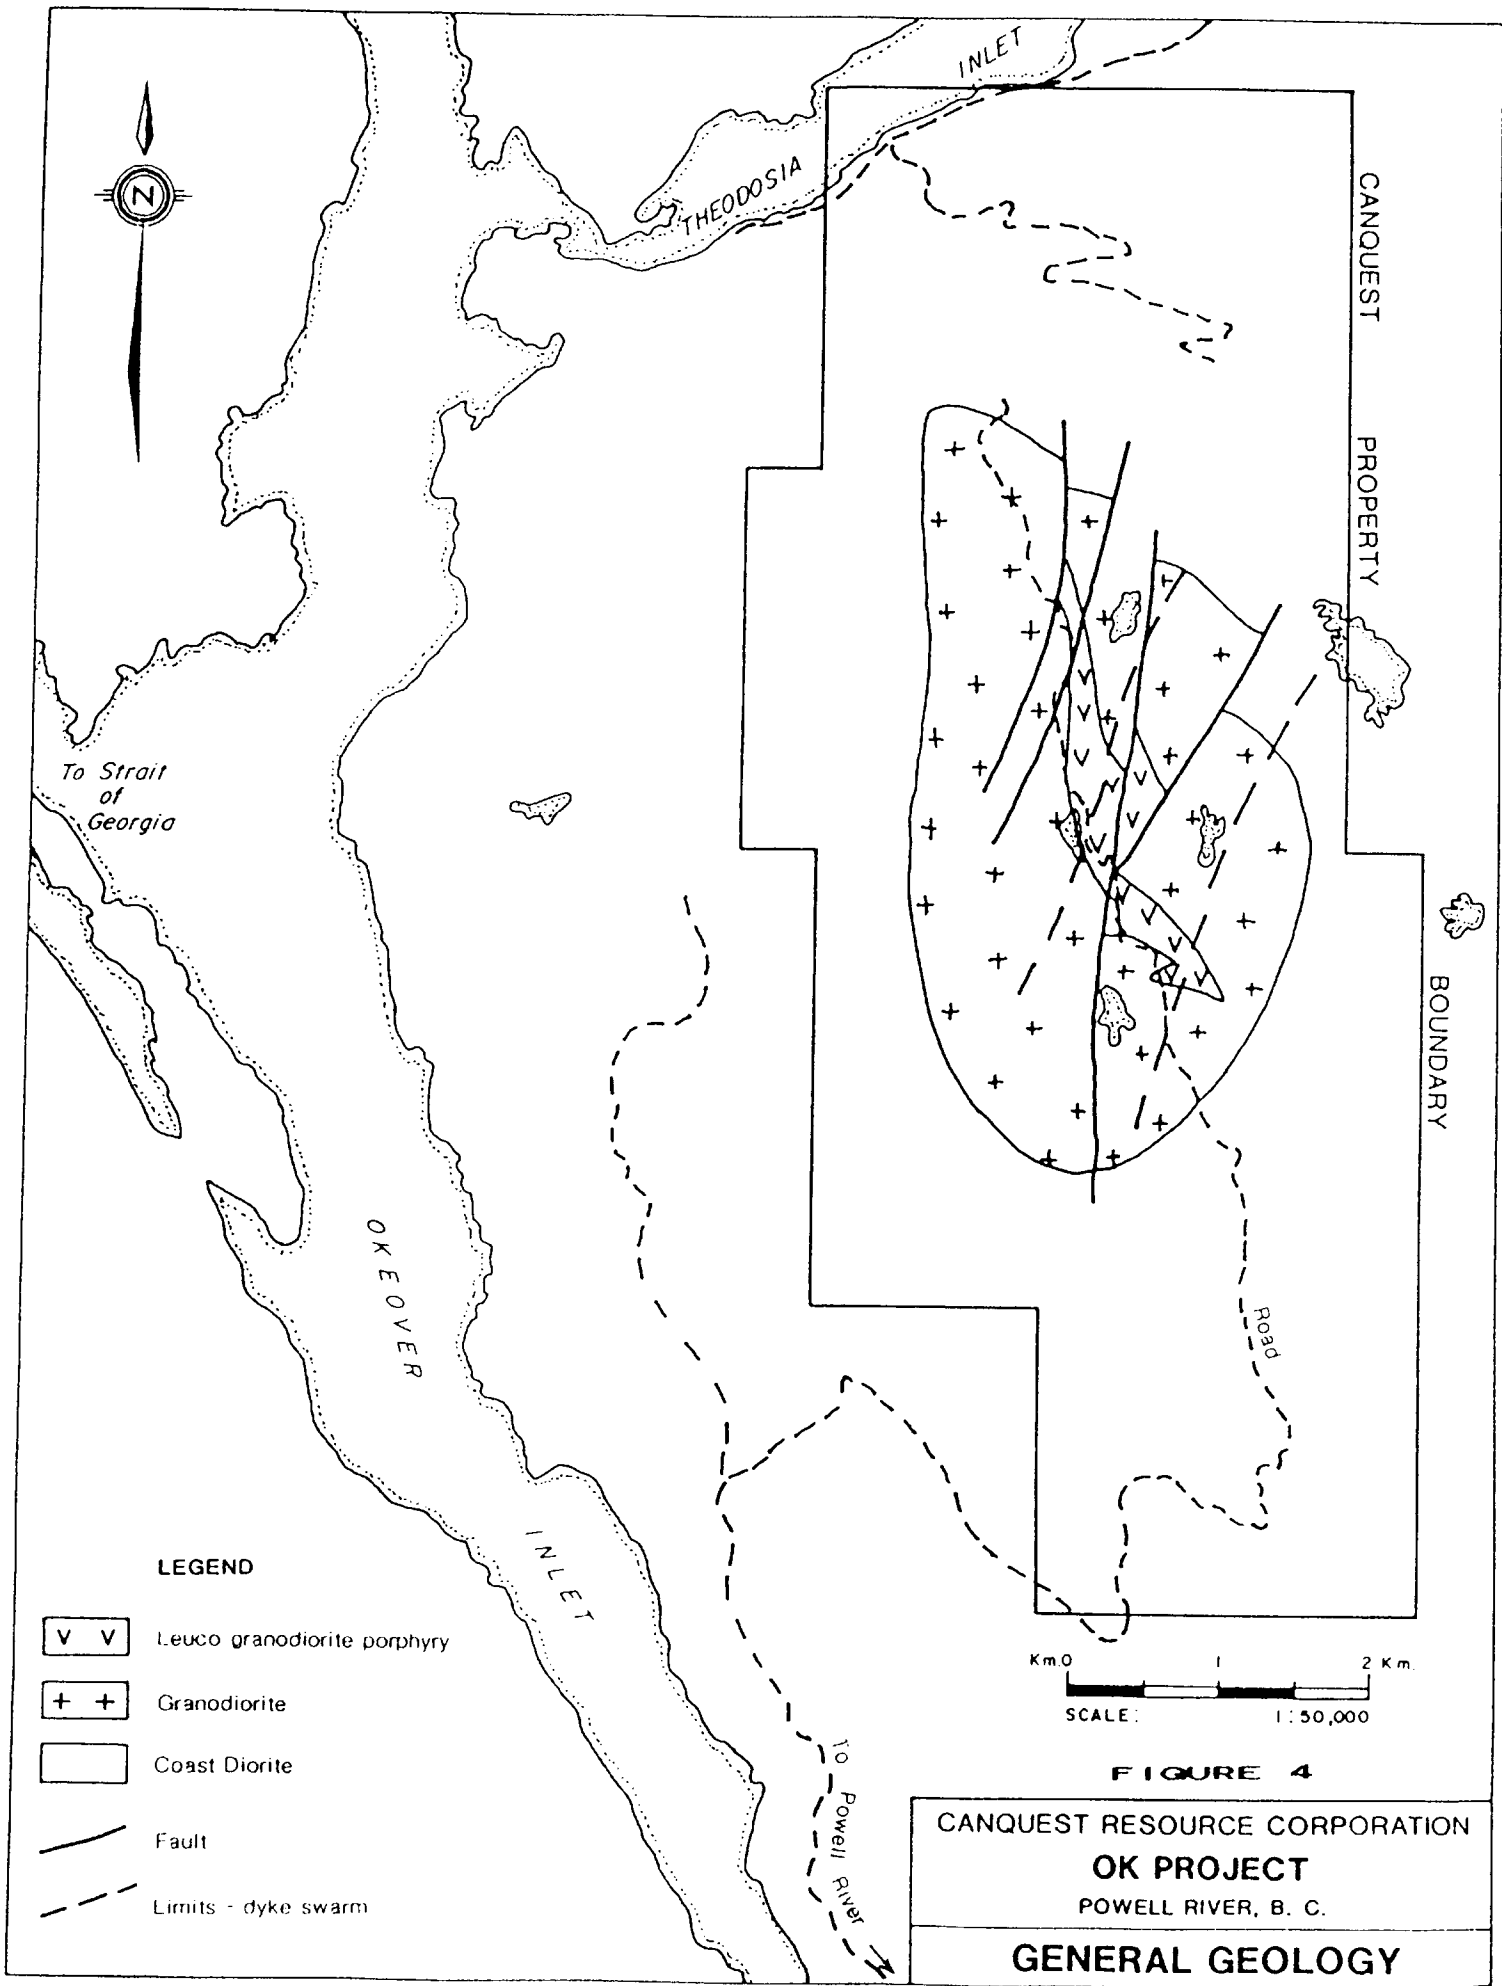 INLET
THEODOSIA
N
CANQUEST
PROPERTY
BOUNDARY
To Strait
of
Georgia
OKEOVER
INLET
Road
To Powell River
LEGEND
V V Leuco granodiorite porphyry
+ + Granodiorite
Coast Diorite
Fault
Limits - dyke swarm
Km.0 1 2 Km.
SCALE: 1:50,000
FIGURE 4
CANQUEST RESOURCE CORPORATION
OK PROJECT
POWELL RIVER, B. C.
GENERAL GEOLOGY